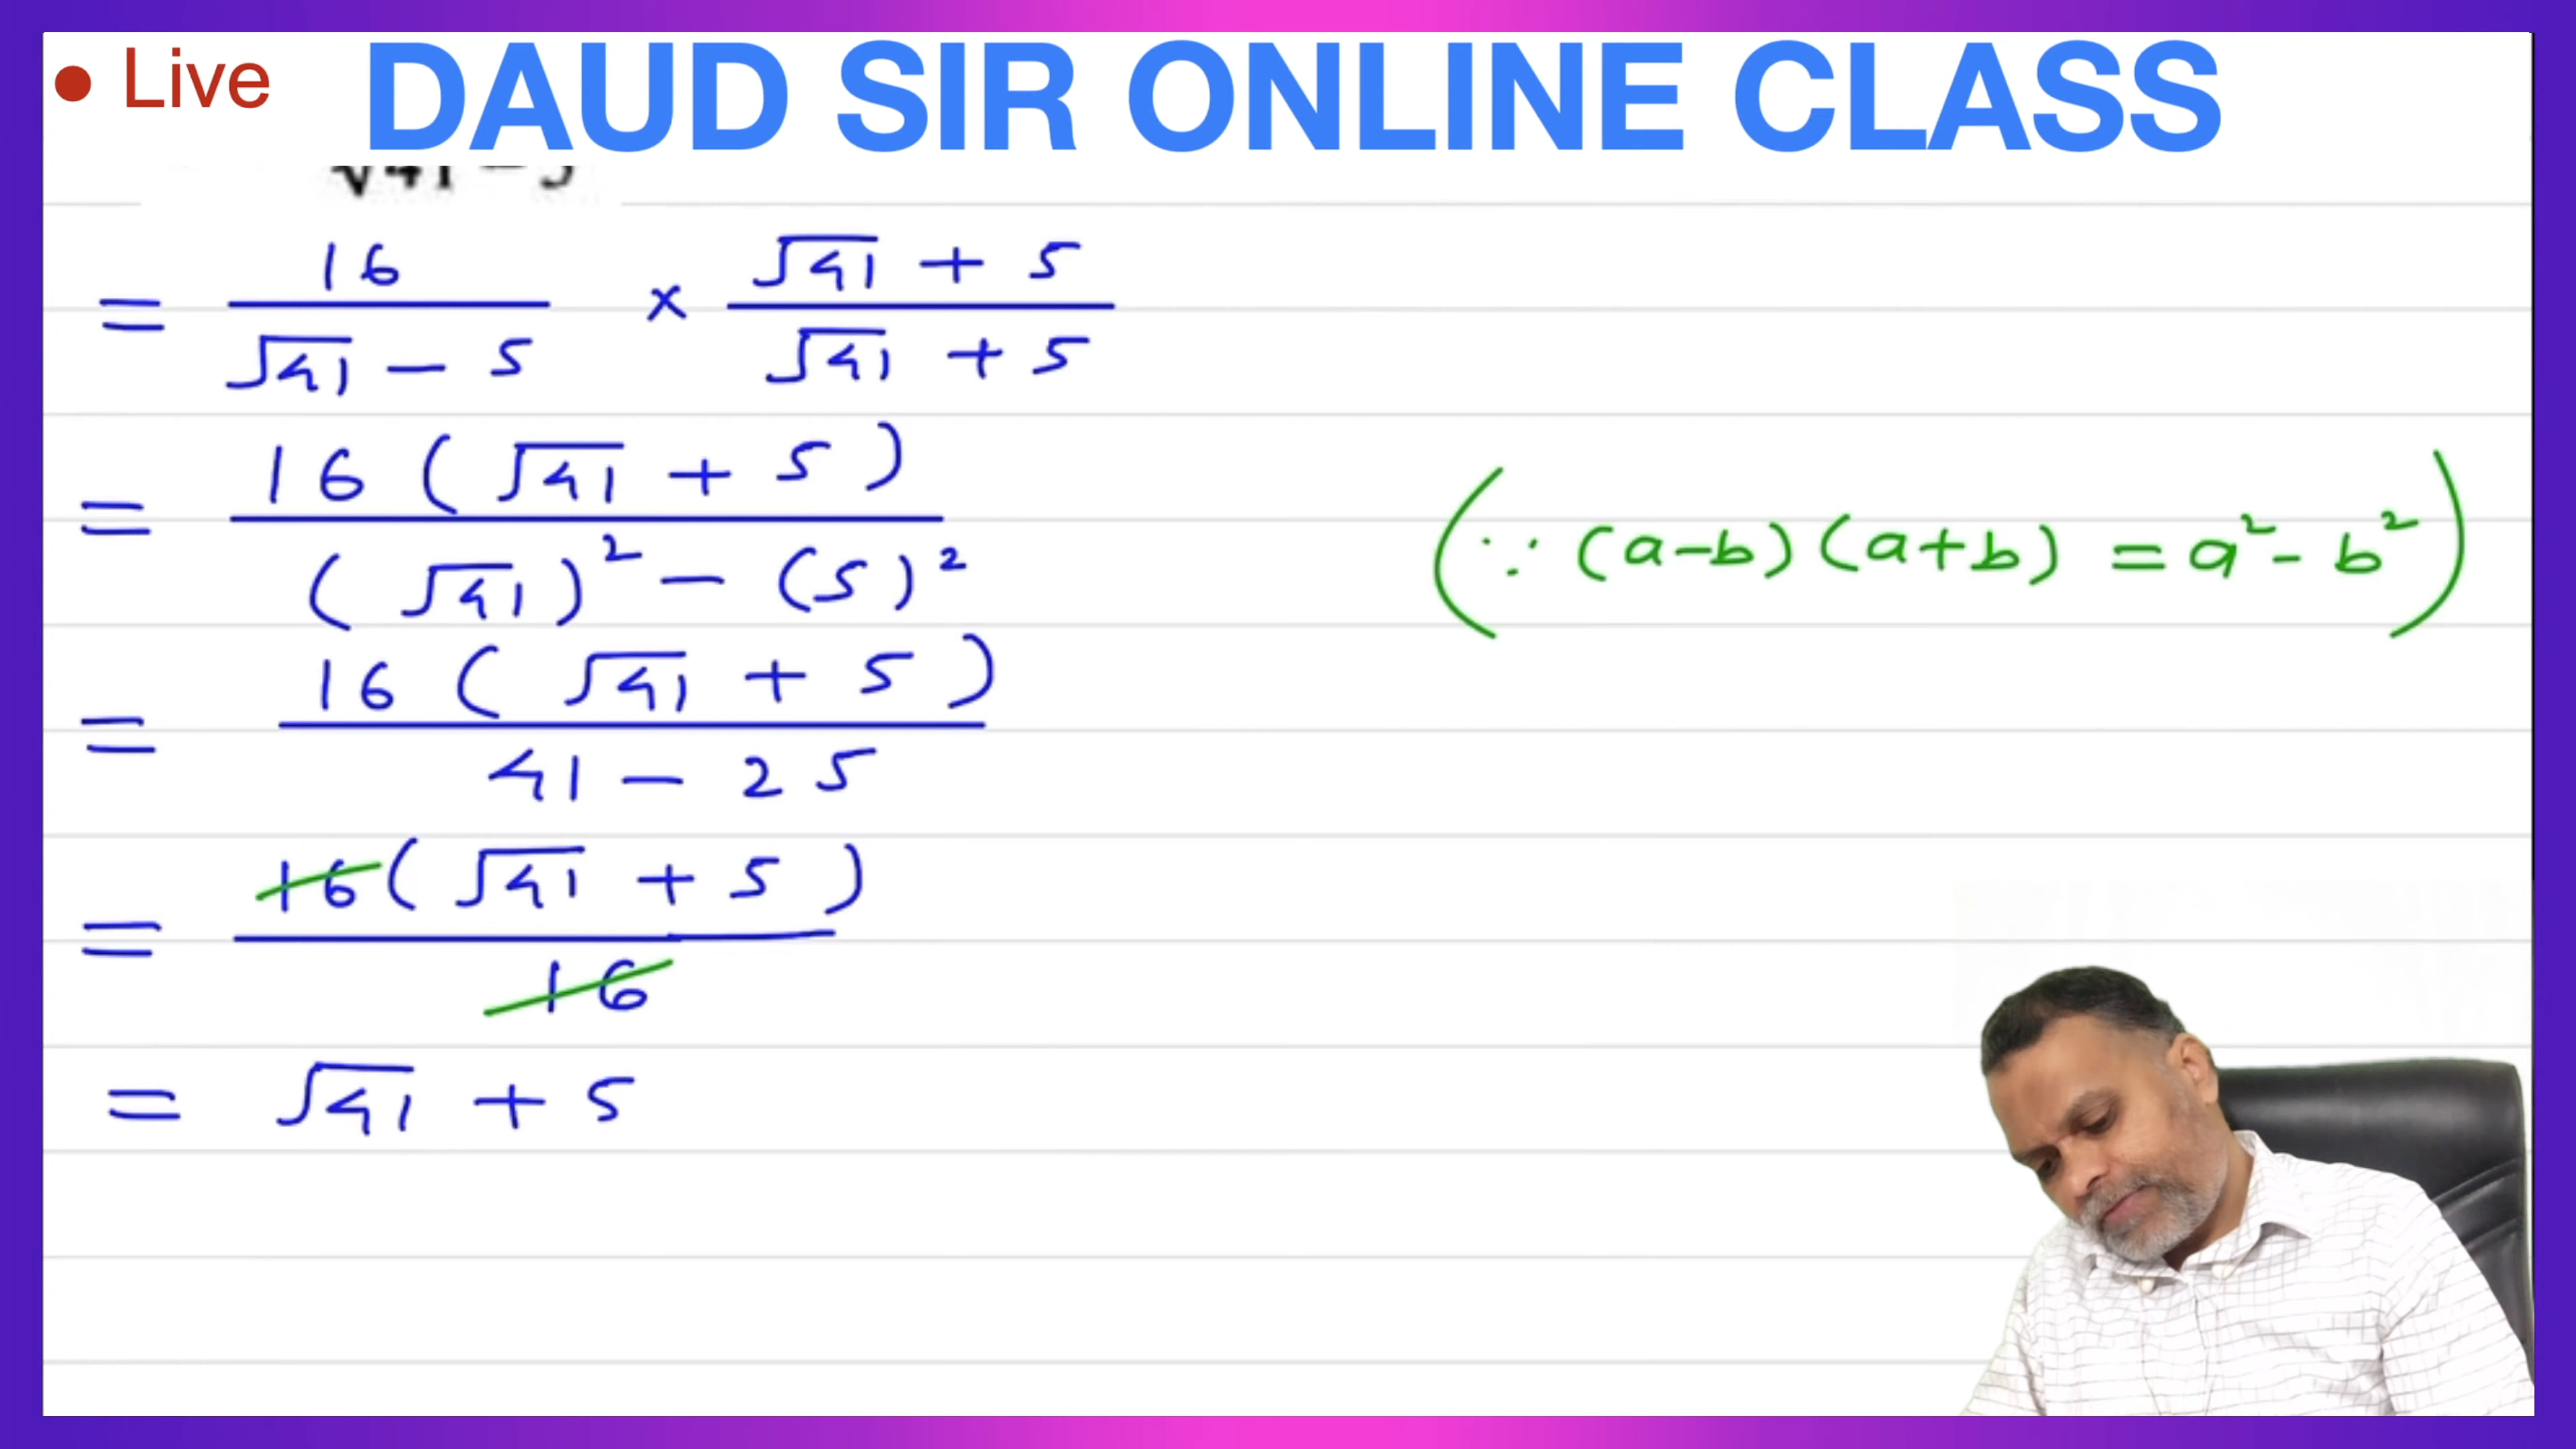 • Live DAUD SIR ONLINE CLASS
= 16 / (√41 − 5) × (√41 + 5) / (√41 + 5)
= 16 (√41 + 5) / ((√41)² − (5)²) (∵ (a−b)(a+b) = a² − b²)
= 16 (√41 + 5) / (41 − 25)
= 16 (√41 + 5) / 16
= √41 + 5